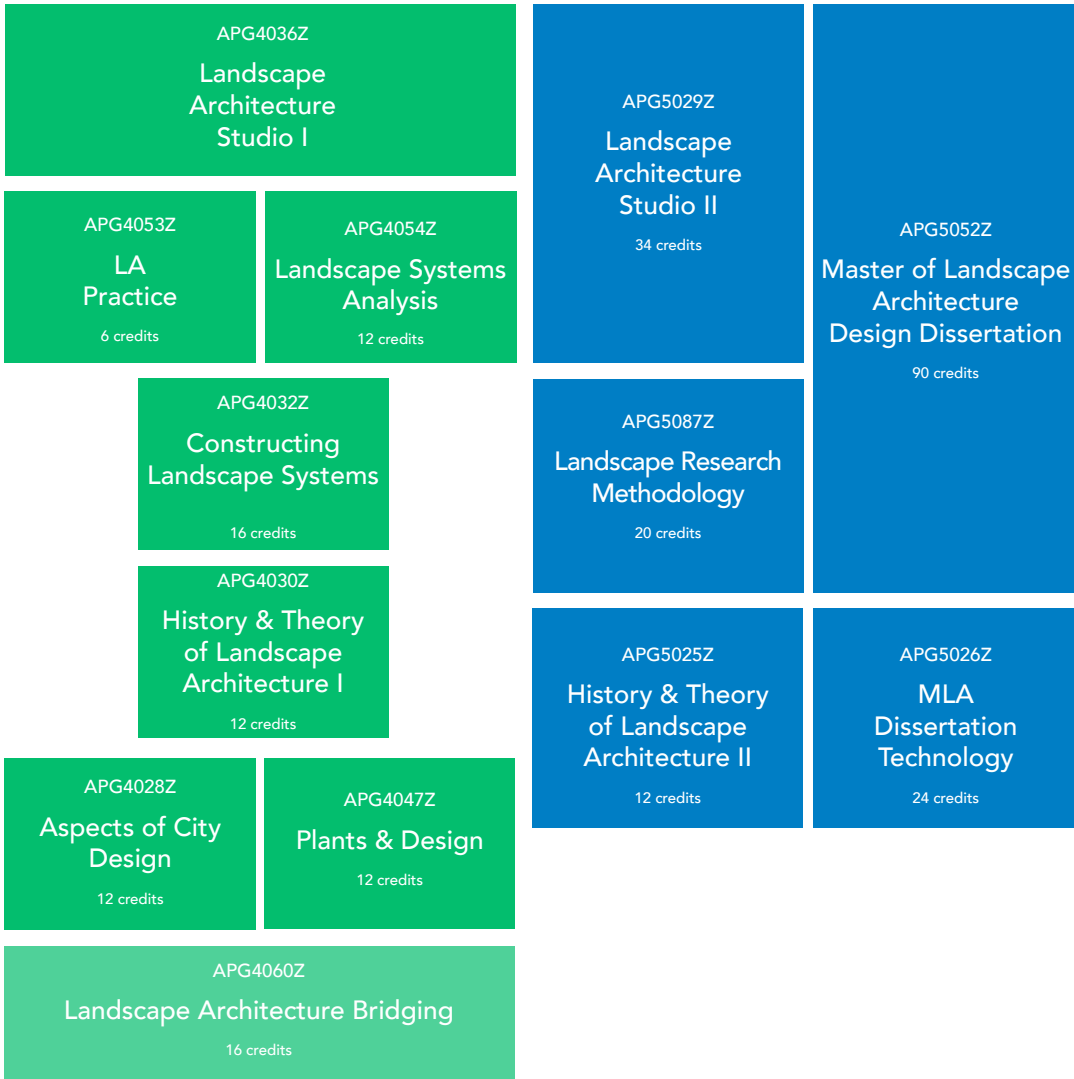 APG4036Z
Landscape
Architecture
Studio I
APG4053Z
LA
Practice
6 credits
APG4054Z
Landscape Systems
Analysis
12 credits
APG4032Z
Constructing
Landscape Systems
16 credits
APG4030Z
History & Theory
of Landscape
Architecture I
12 credits
APG4028Z
Aspects of City
Design
12 credits
APG4047Z
Plants & Design
12 credits
APG4060Z
Landscape Architecture Bridging
16 credits
APG5029Z
Landscape
Architecture
Studio II
34 credits
APG5087Z
Landscape Research
Methodology
20 credits
APG5025Z
History & Theory
of Landscape
Architecture II
12 credits
APG5052Z
Master of Landscape
Architecture
Design Dissertation
90 credits
APG5026Z
MLA
Dissertation
Technology
24 credits